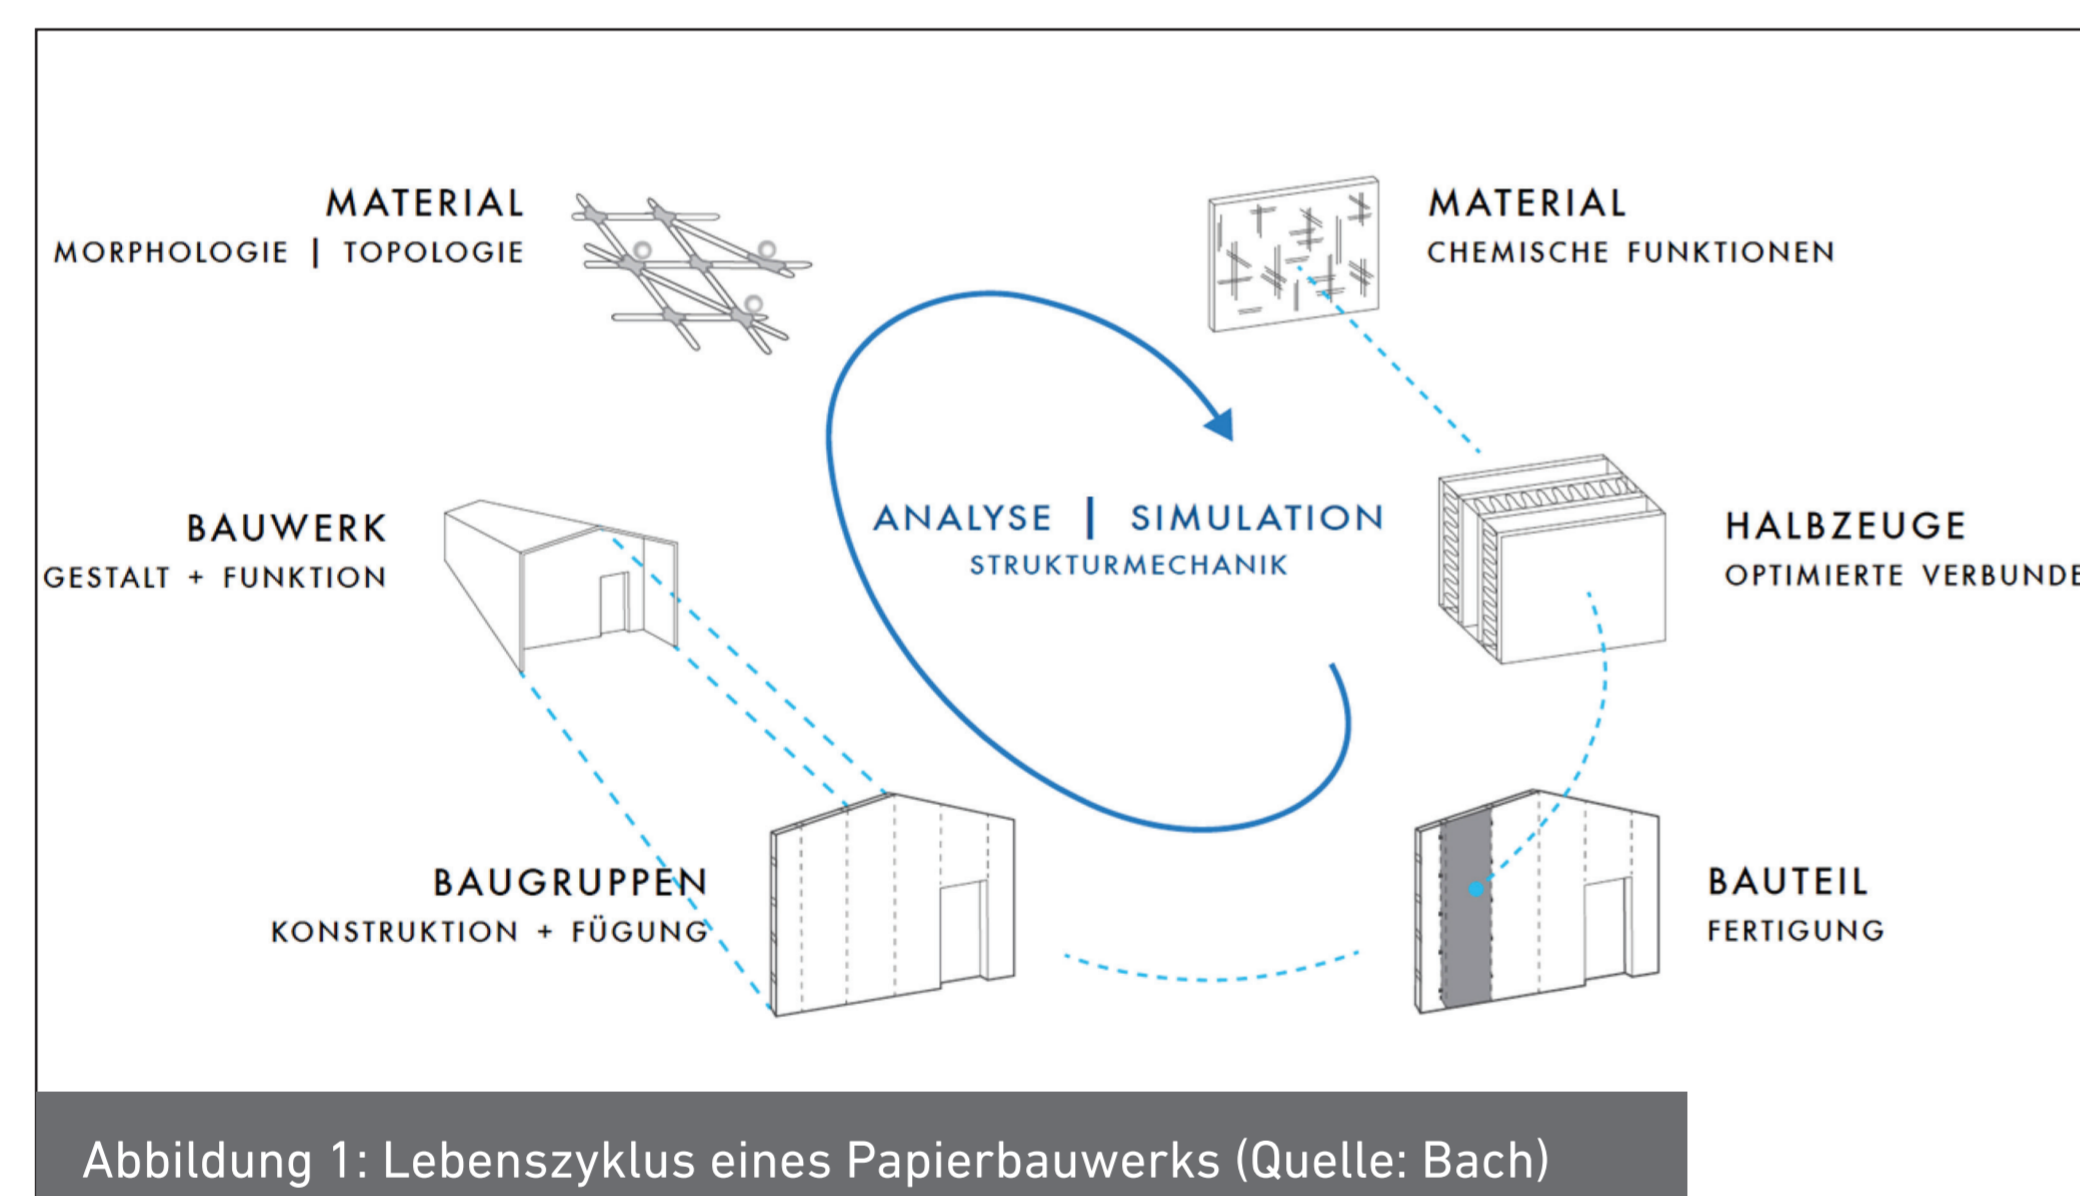 MATERIAL
MORPHOLOGIE | TOPOLOGIE
MATERIAL
CHEMISCHE FUNKTIONEN
BAUWERK
GESTALT + FUNKTION
ANALYSE | SIMULATION
STRUKTURMECHANIK
HALBZEUGE
OPTIMIERTE VERBUNDE
BAUGRUPPEN
KONSTRUKTION + FÜGUNG
BAUTEIL
FERTIGUNG
Abbildung 1: Lebenszyklus eines Papierbauwerks (Quelle: Bach)